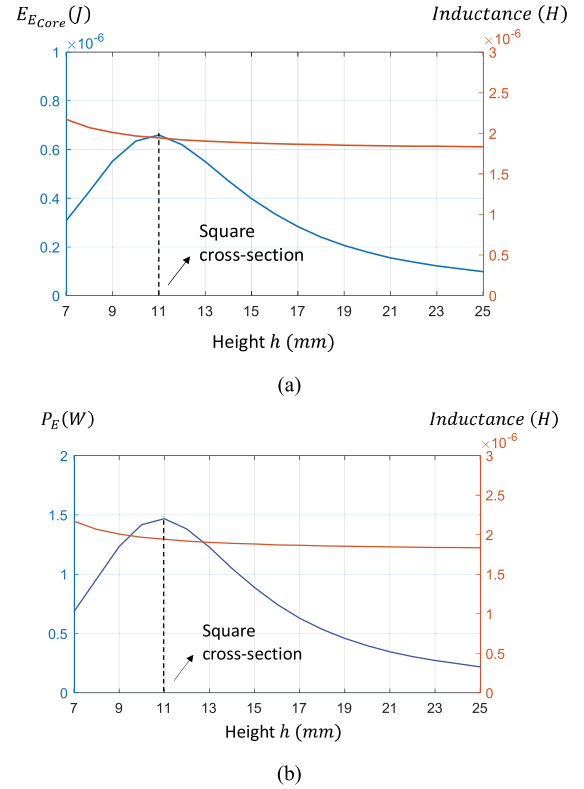 E_{E_{Core}}(J)
Inductance (H)
×10⁻⁶
×10⁻⁶
1
0.8
0.6
0.4
0.2
0
3
2.5
2
1.5
1
0.5
0
Square
cross-section
7 9 11 13 15 17 19 21 23 25
Height h (mm)
(a)
P_E(W)
Inductance (H)
×10⁻⁶
2
1.5
1
0.5
0
3
2.5
2
1.5
1
0.5
0
Square
cross-section
7 9 11 13 15 17 19 21 23 25
Height h (mm)
(b)